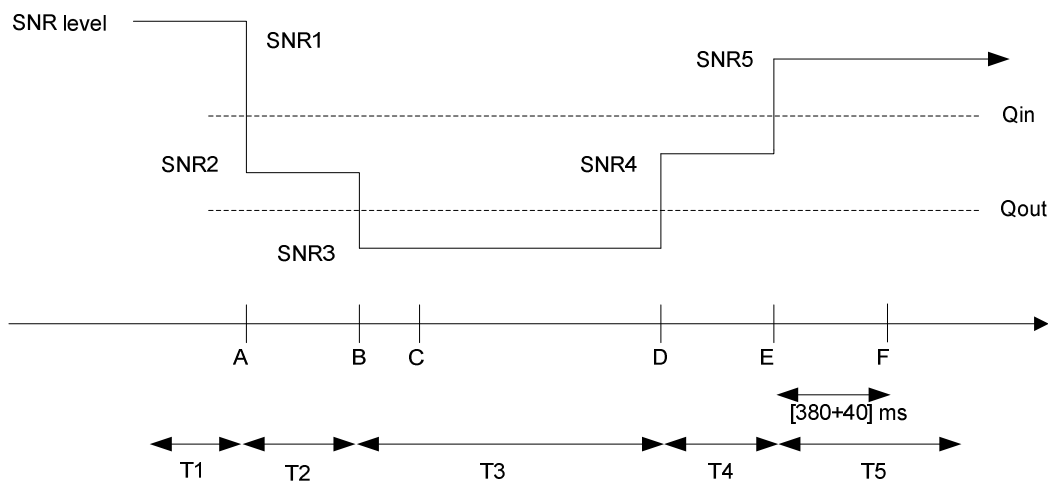 SNR level
SNR1
SNR5
Qin
SNR2
SNR4
Qout
SNR3
A
B
C
D
E
F
[380+40] ms
T1
T2
T3
T4
T5